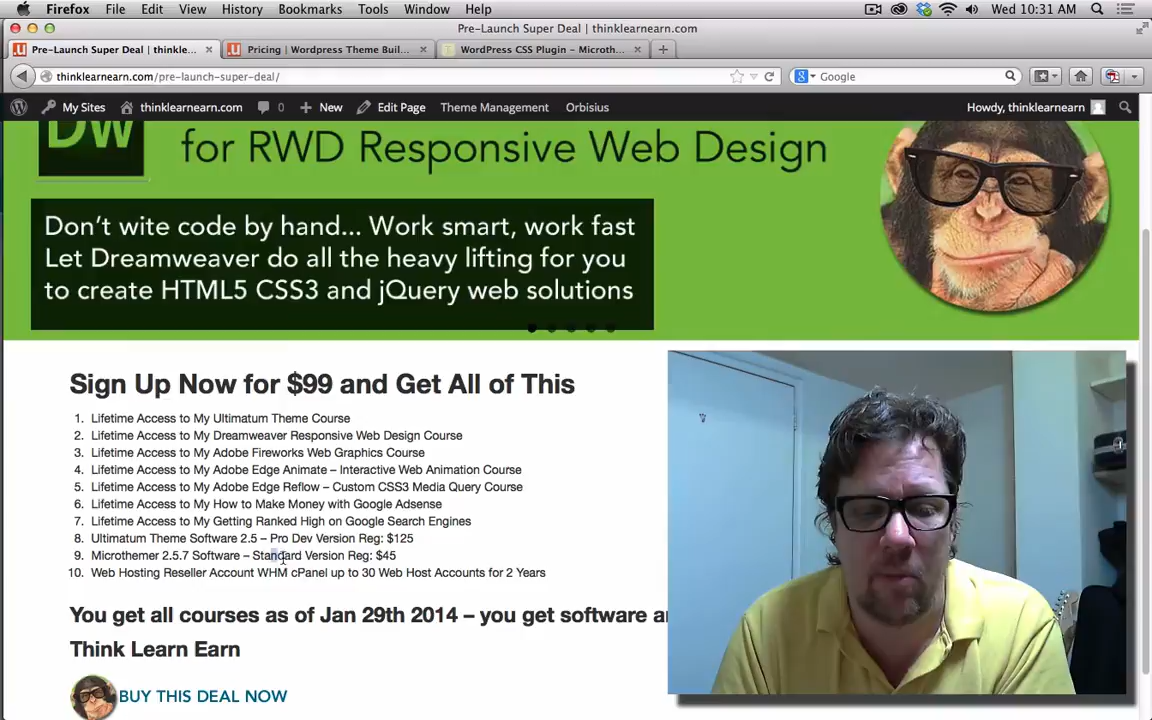 Firefox File Edit View History Bookmarks Tools Window Help Wed 10:31 AM
Pre-Launch Super Deal | thinklearnearn.com
Pre-Launch Super Deal | thinkle... Pricing | Wordpress Theme Buil... WordPress CSS Plugin – Microth...
thinklearnearn.com/pre-launch-super-deal/ Google
My Sites thinklearnearn.com 0 New Edit Page Theme Management Orbisius Howdy, thinklearnearn
Dw
for RWD Responsive Web Design
Don't wite code by hand... Work smart, work fast
Let Dreamweaver do all the heavy lifting for you
to create HTML5 CSS3 and jQuery web solutions
Sign Up Now for $99 and Get All of This
1. Lifetime Access to My Ultimatum Theme Course
2. Lifetime Access to My Dreamweaver Responsive Web Design Course
3. Lifetime Access to My Adobe Fireworks Web Graphics Course
4. Lifetime Access to My Adobe Edge Animate – Interactive Web Animation Course
5. Lifetime Access to My Adobe Edge Reflow – Custom CSS3 Media Query Course
6. Lifetime Access to My How to Make Money with Google Adsense
7. Lifetime Access to My Getting Ranked High on Google Search Engines
8. Ultimatum Theme Software 2.5 – Pro Dev Version Reg: $125
9. Microthemer 2.5.7 Software – Standard Version Reg: $45
10. Web Hosting Reseller Account WHM cPanel up to 30 Web Host Accounts for 2 Years
You get all courses as of Jan 29th 2014 – you get software a
Think Learn Earn
BUY THIS DEAL NOW